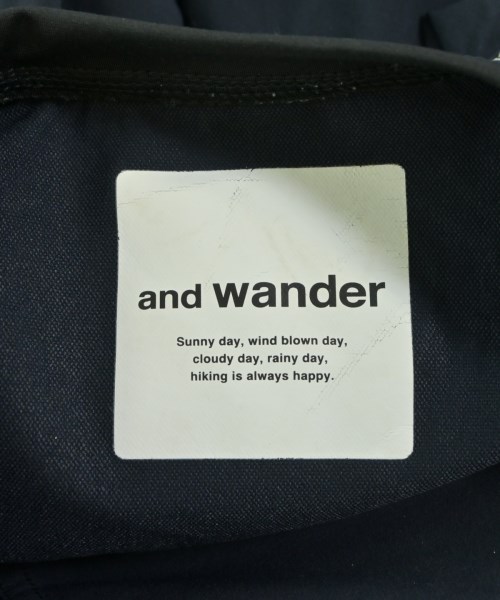 and wander
Sunny day, wind blown day,
cloudy day, rainy day,
hiking is always happy.